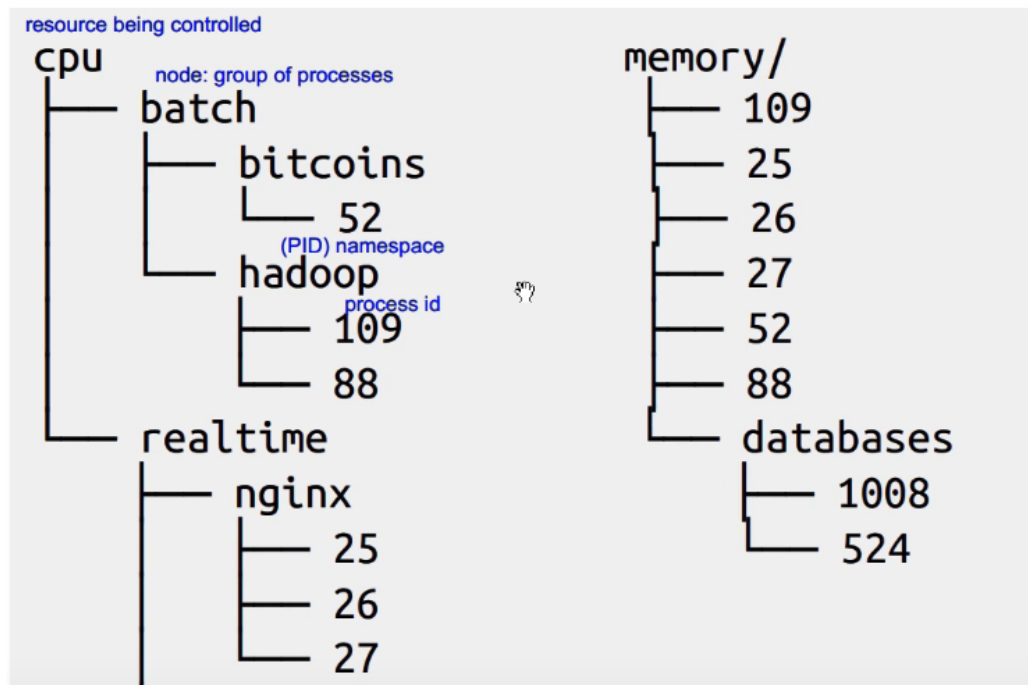 resource being controlled
cpu
node: group of processes
batch
bitcoins
52
(PID) namespace
hadoop
process id
109
88
realtime
nginx
25
26
27
memory/
109
25
26
27
52
88
databases
1008
524